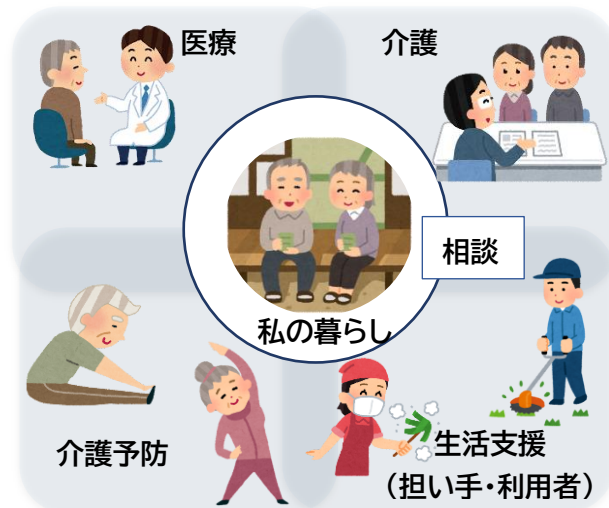 医療
介護
相談
私の暮らし
介護予防
生活支援
(担い手・利用者)